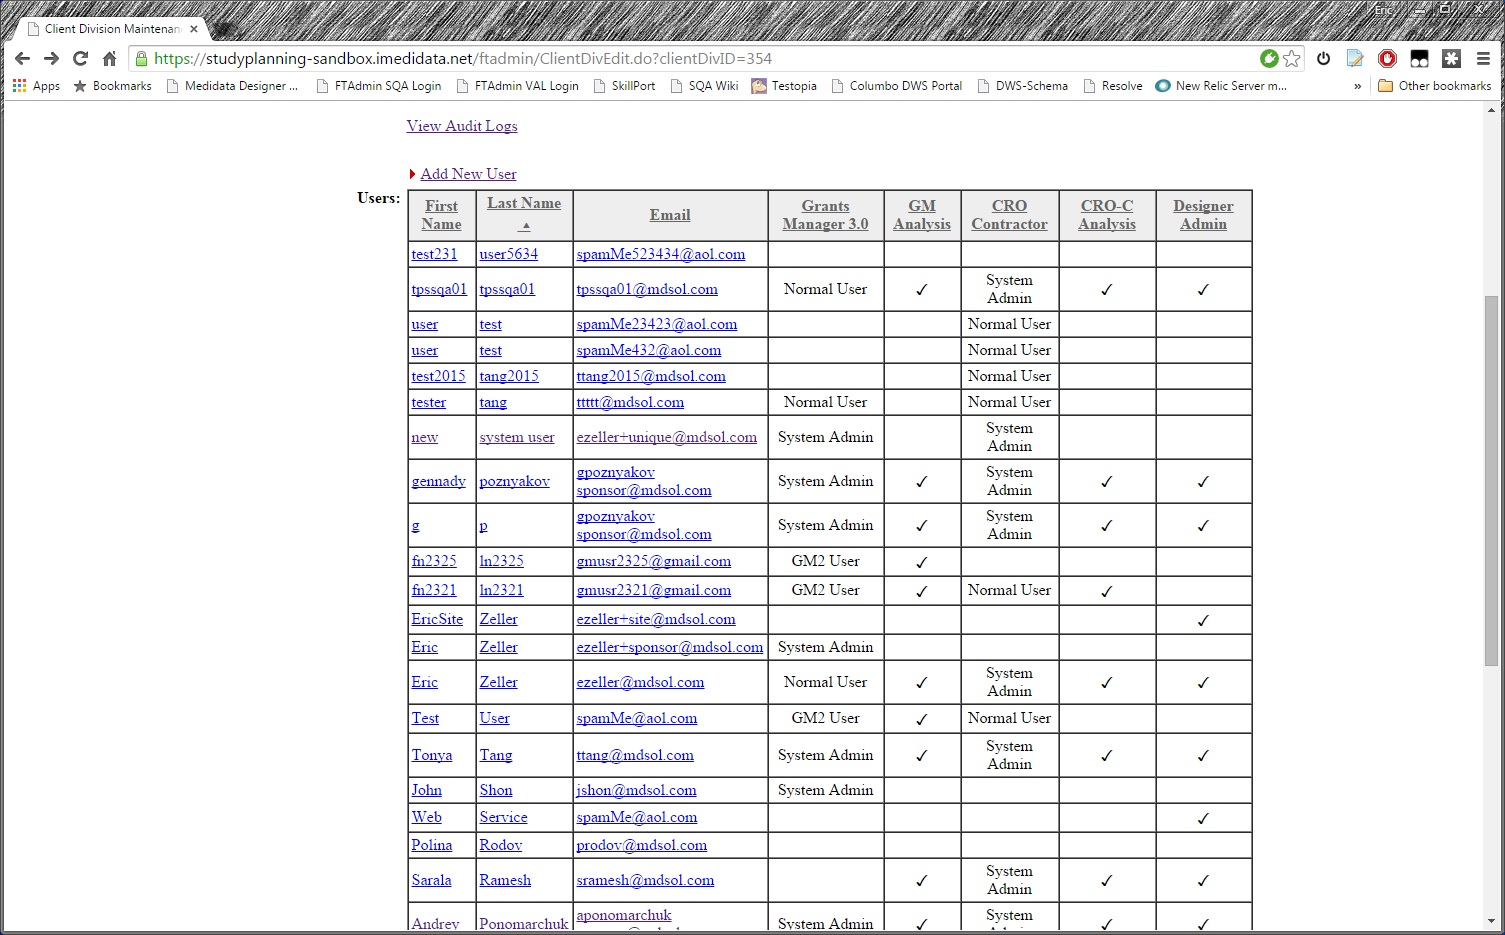 Eric
Client Division Maintenan
https://studyplanning-sandbox.imedidata.net/ftadmin/ClientDivEdit.do?clientDivID=354
Apps Bookmarks Medidata Designer ... FTAdmin SQA Login FTAdmin VAL Login SkillPort SQA Wiki Testopia Columbo DWS Portal DWS-Schema Resolve New Relic Server m... » Other bookmarks
View Audit Logs
Add New User
Users:
First Name Last Name Email Grants Manager 3.0 GM Analysis CRO Contractor CRO-C Analysis Designer Admin
test231 user5634 spamMe523434@aol.com
tpssqa01 tpssqa01 tpssqa01@mdsol.com Normal User ✓ System Admin ✓ ✓
user test spamMe23423@aol.com Normal User
user test spamMe432@aol.com Normal User
test2015 tang2015 ttang2015@mdsol.com Normal User
tester tang ttttt@mdsol.com Normal User Normal User
new system user ezeller+unique@mdsol.com System Admin System Admin
gennady poznyakov gpoznyakov sponsor@mdsol.com System Admin ✓ System Admin ✓ ✓
g p gpoznyakov sponsor@mdsol.com System Admin ✓ System Admin ✓ ✓
fn2325 ln2325 gmusr2325@gmail.com GM2 User ✓
fn2321 ln2321 gmusr2321@gmail.com GM2 User ✓ Normal User ✓
EricSite Zeller ezeller+site@mdsol.com ✓
Eric Zeller ezeller+sponsor@mdsol.com System Admin
Eric Zeller ezeller@mdsol.com Normal User ✓ System Admin ✓ ✓
Test User spamMe@aol.com GM2 User ✓ Normal User
Tonya Tang ttang@mdsol.com System Admin ✓ System Admin ✓ ✓
John Shon jshon@mdsol.com System Admin
Web Service spamMe@aol.com ✓
Polina Rodov prodov@mdsol.com
Sarala Ramesh sramesh@mdsol.com ✓ System Admin ✓ ✓
Andrey Ponomarchuk aponomarchuk System Admin ✓ System ✓ ✓